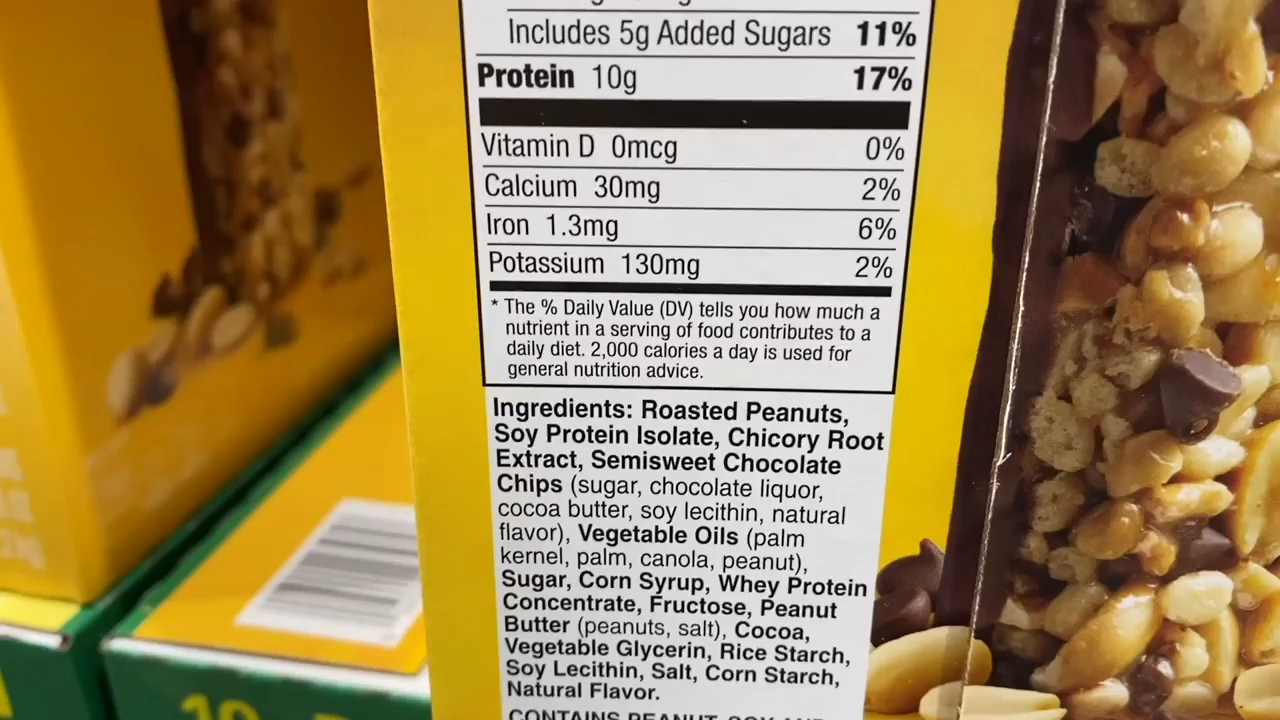 Includes 5g Added Sugars 11%
Protein 10g 17%
Vitamin D 0mcg 0%
Calcium 30mg 2%
Iron 1.3mg 6%
Potassium 130mg 2%
* The % Daily Value (DV) tells you how much a
nutrient in a serving of food contributes to a
daily diet. 2,000 calories a day is used for
general nutrition advice.
Ingredients: Roasted Peanuts,
Soy Protein Isolate, Chicory Root
Extract, Semisweet Chocolate
Chips (sugar, chocolate liquor,
cocoa butter, soy lecithin, natural
flavor), Vegetable Oils (palm
kernel, palm, canola, peanut),
Sugar, Corn Syrup, Whey Protein
Concentrate, Fructose, Peanut
Butter (peanuts, salt), Cocoa,
Vegetable Glycerin, Rice Starch,
Soy Lecithin, Salt, Corn Starch,
Natural Flavor.
CONTAINS PEANUT, SOY AND